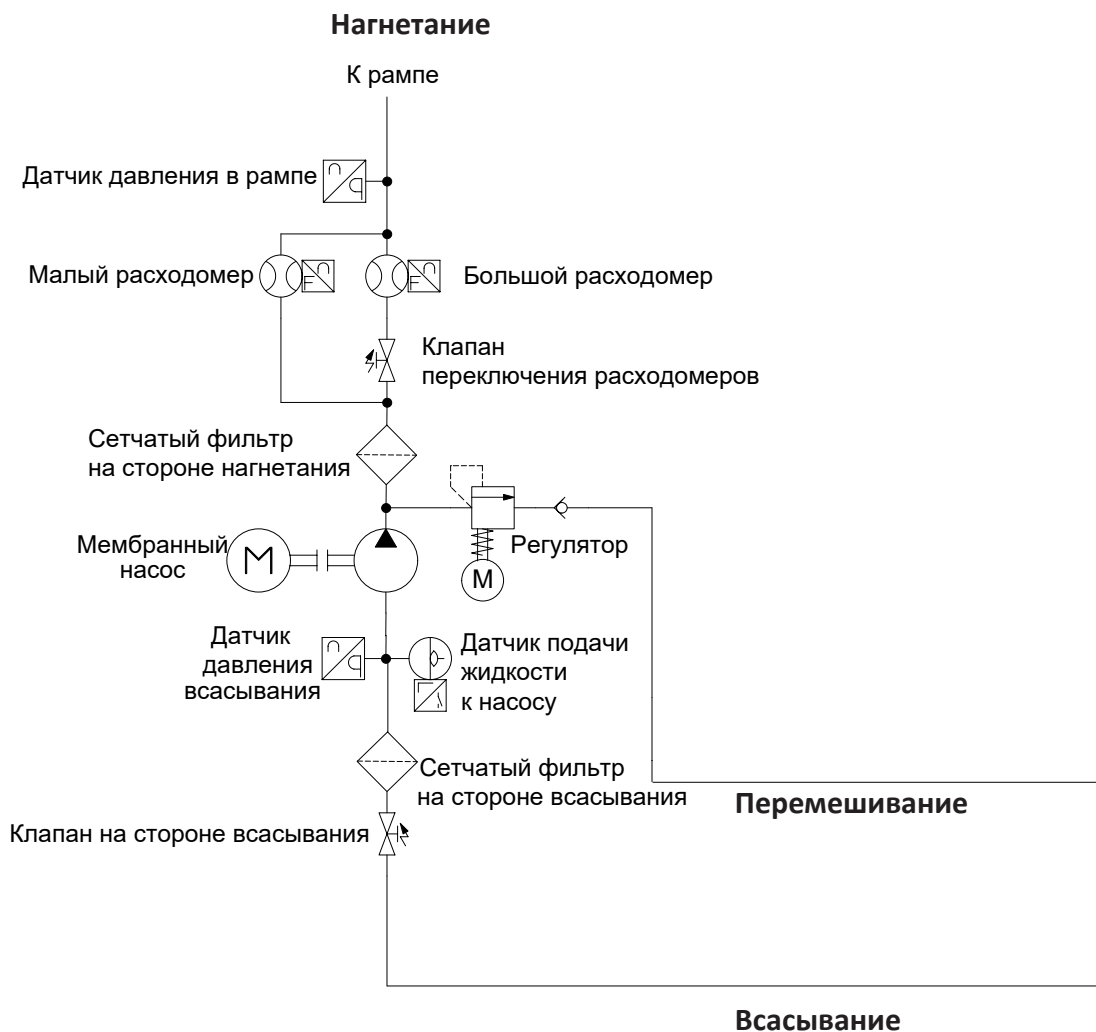 Нагнетание
К рампе
Датчик давления в рампе
Малый расходомер
Большой расходомер
Клапан
переключения расходомеров
Сетчатый фильтр
на стороне нагнетания
Мембранный
насос
M
Регулятор
M
Датчик
давления
всасывания
Датчик подачи
жидкости
к насосу
Сетчатый фильтр
на стороне всасывания
Перемешивание
Клапан на стороне всасывания
Всасывание